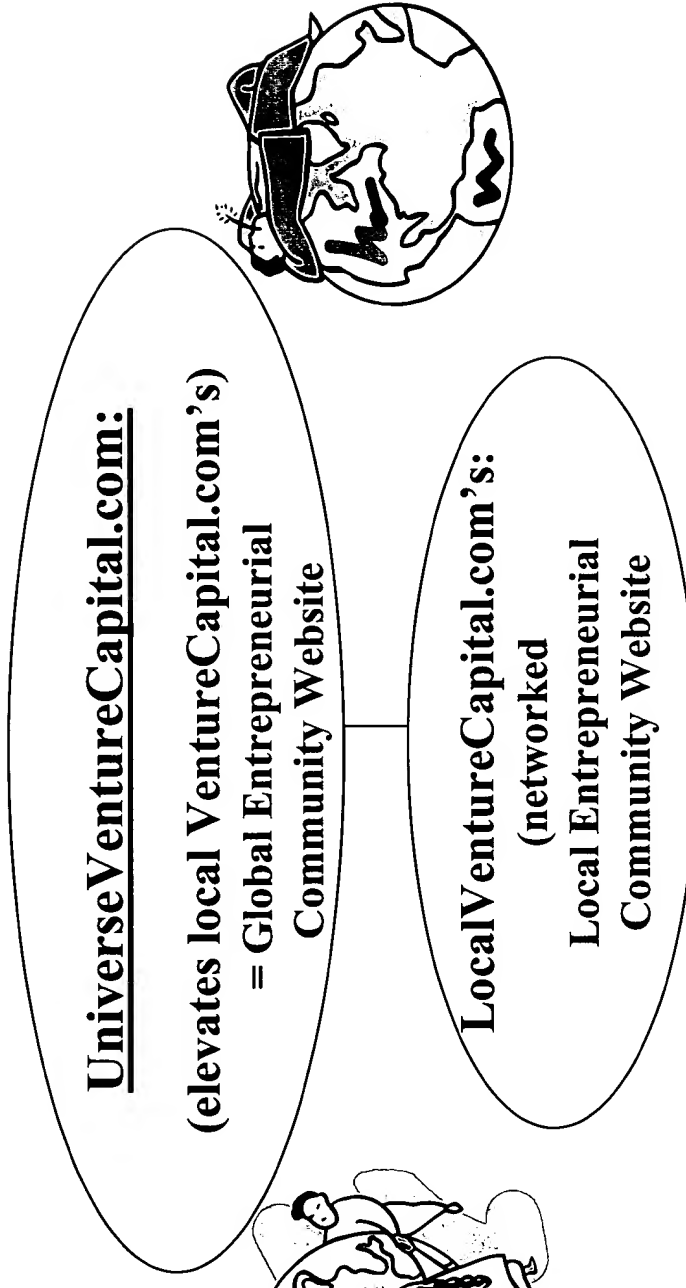 UniverseVentureCapital.com:
(elevates local VentureCapital.com's)
= Global Entrepreneurial
Community Website
LocalVentureCapital.com's:
(networked
Local Entrepreneurial
Community Website